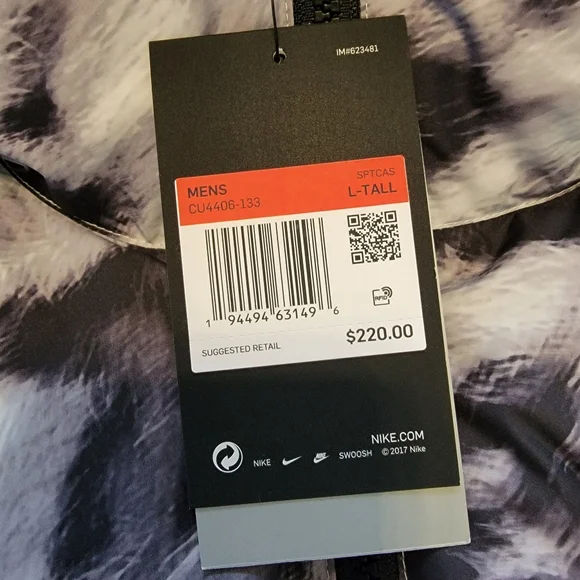 IM#623481
MENS
SPTCAS
CU4406-133
L-TALL
RFID
1 94494 63149 6
$220.00
SUGGESTED RETAIL
NIKE.COM
NIKE SWOOSH © 2017 Nike